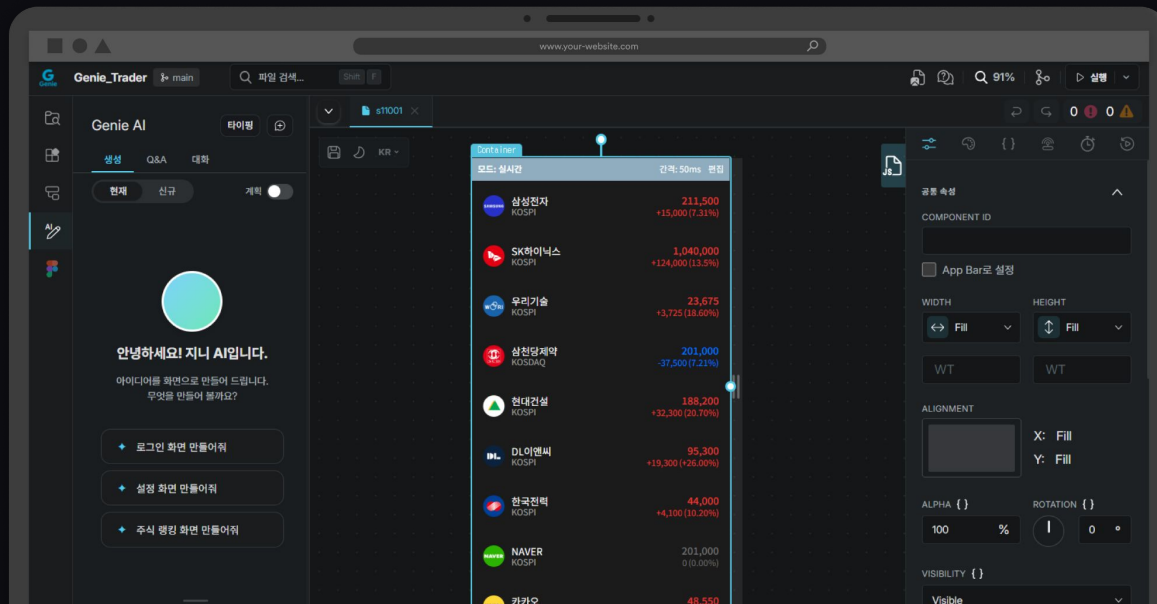 www.your-website.com
Genie
Genie_Trader
main
파일 검색...
Shift F
91%
실행
Genie AI
타이핑
생성
Q&A
대화
현재
신규
계획
안녕하세요! 지니 AI입니다.
아이디어를 화면으로 만들어 드립니다.
무엇을 만들어 볼까요?
로그인 화면 만들어줘
설정 화면 만들어줘
주식 랭킹 화면 만들어줘
AI
s11001
KR
Container
모드: 실시간
간격: 50ms 편집
SAMSUNG
삼성전자
KOSPI
211,500
+15,000 (7.31%)
SK하이닉스
KOSPI
1,040,000
+124,000 (13.5%)
우리기술
KOSPI
23,675
+3,725 (18.60%)
삼천당제약
KOSDAQ
201,000
-37,500 (7.21%)
현대건설
KOSPI
188,200
+32,300 (20.70%)
DL
DL이앤씨
KOSPI
95,300
+19,300 (+26.00%)
한국전력
KOSPI
44,000
+4,100 (10.20%)
NAVER
NAVER
KOSPI
201,000
0 (0.00%)
카카오
48,550
JS
0
0
공통 속성
COMPONENT ID
App Bar로 설정
WIDTH
HEIGHT
Fill
Fill
WT
WT
ALIGNMENT
X: Fill
Y: Fill
ALPHA { }
ROTATION { }
100 %
0 °
VISIBILITY { }
Visible